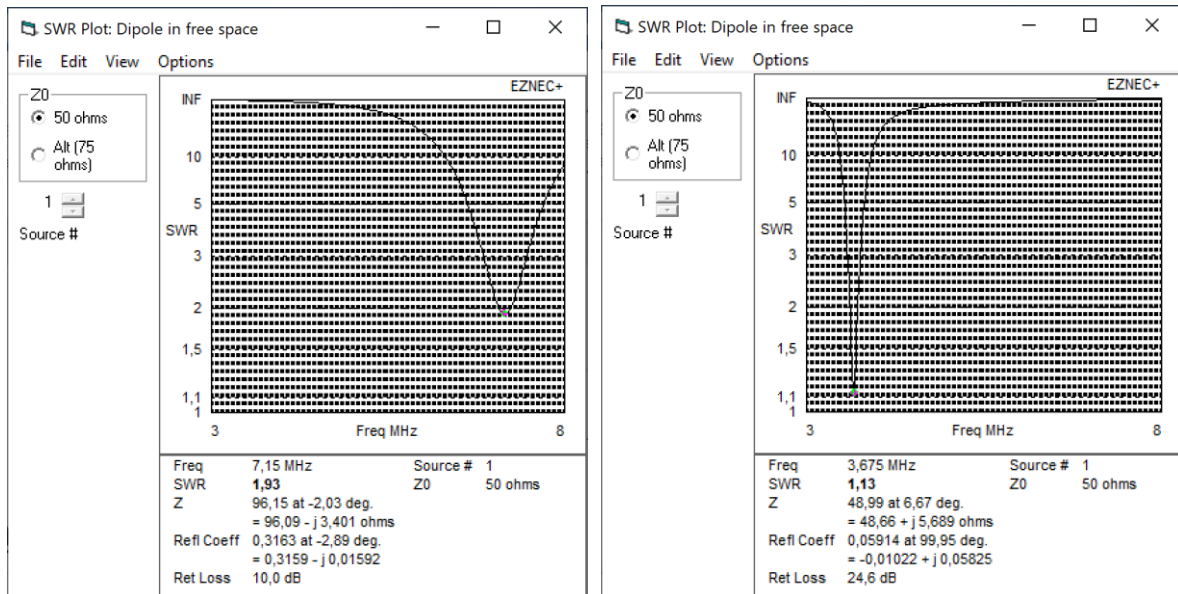 SWR Plot: Dipole in free space
File Edit View Options
Z0
50 ohms
Alt (75
ohms)
1
Source #
EZNEC+
INF
10
5
SWR
3
2
1,5
1,1
1
3 Freq MHz 8
Freq 7,15 MHz Source # 1
SWR 1,93 Z0 50 ohms
Z 96,15 at -2,03 deg.
= 96,09 - j 3,401 ohms
Refl Coeff 0,3163 at -2,89 deg.
= 0,3159 - j 0,01592
Ret Loss 10,0 dB
SWR Plot: Dipole in free space
File Edit View Options
Z0
50 ohms
Alt (75
ohms)
1
Source #
EZNEC+
INF
10
5
SWR
3
2
1,5
1,1
1
3 Freq MHz 8
Freq 3,675 MHz Source # 1
SWR 1,13 Z0 50 ohms
Z 48,99 at 6,67 deg.
= 48,66 + j 5,689 ohms
Refl Coeff 0,05914 at 99,95 deg.
= -0,01022 + j 0,05825
Ret Loss 24,6 dB